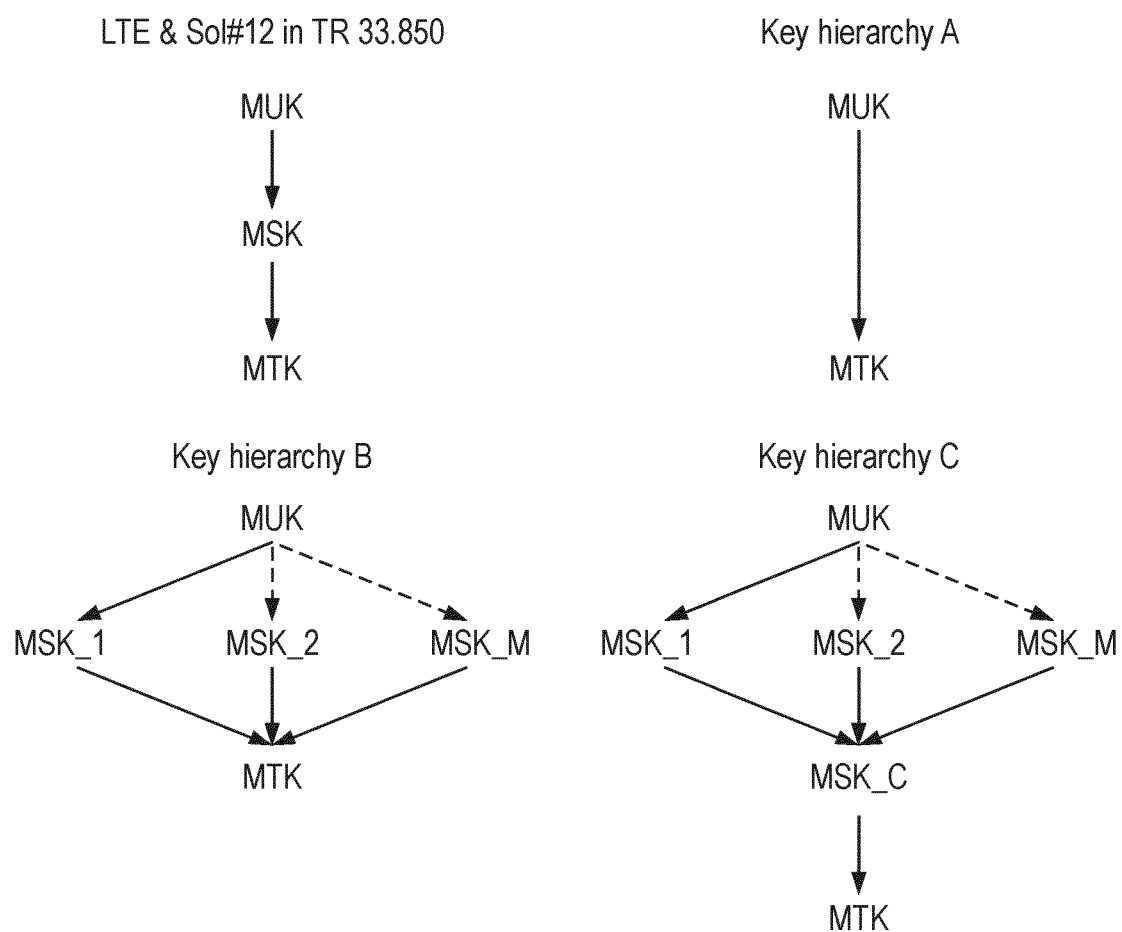 LTE & Sol#12 in TR 33.850
MUK
MSK
MTK
Key hierarchy A
MUK
MTK
Key hierarchy B
MUK
MSK_1 MSK_2 MSK_M
MTK
Key hierarchy C
MUK
MSK_1 MSK_2 MSK_M
MSK_C
MTK